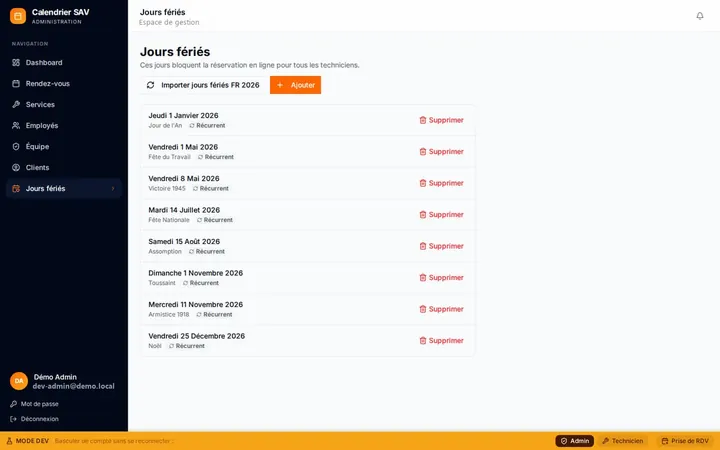 Calendrier SAV
ADMINISTRATION
NAVIGATION
Dashboard
Rendez-vous
Services
Employés
Équipe
Clients
Jours fériés
Démo Admin
dev-admin@demo.local
Mot de passe
Déconnexion
Jours fériés
Espace de gestion
Jours fériés
Ces jours bloquent la réservation en ligne pour tous les techniciens.
Importer jours fériés FR 2026
Ajouter
Jeudi 1 Janvier 2026
Jour de l'An Récurrent
Supprimer
Vendredi 1 Mai 2026
Fête du Travail Récurrent
Supprimer
Vendredi 8 Mai 2026
Victoire 1945 Récurrent
Supprimer
Mardi 14 Juillet 2026
Fête Nationale Récurrent
Supprimer
Samedi 15 Août 2026
Assomption Récurrent
Supprimer
Dimanche 1 Novembre 2026
Toussaint Récurrent
Supprimer
Mercredi 11 Novembre 2026
Armistice 1918 Récurrent
Supprimer
Vendredi 25 Décembre 2026
Noël Récurrent
Supprimer
MODE DEV
de compte sans se reconnecter :
Admin
Technicien
Prise de RDV